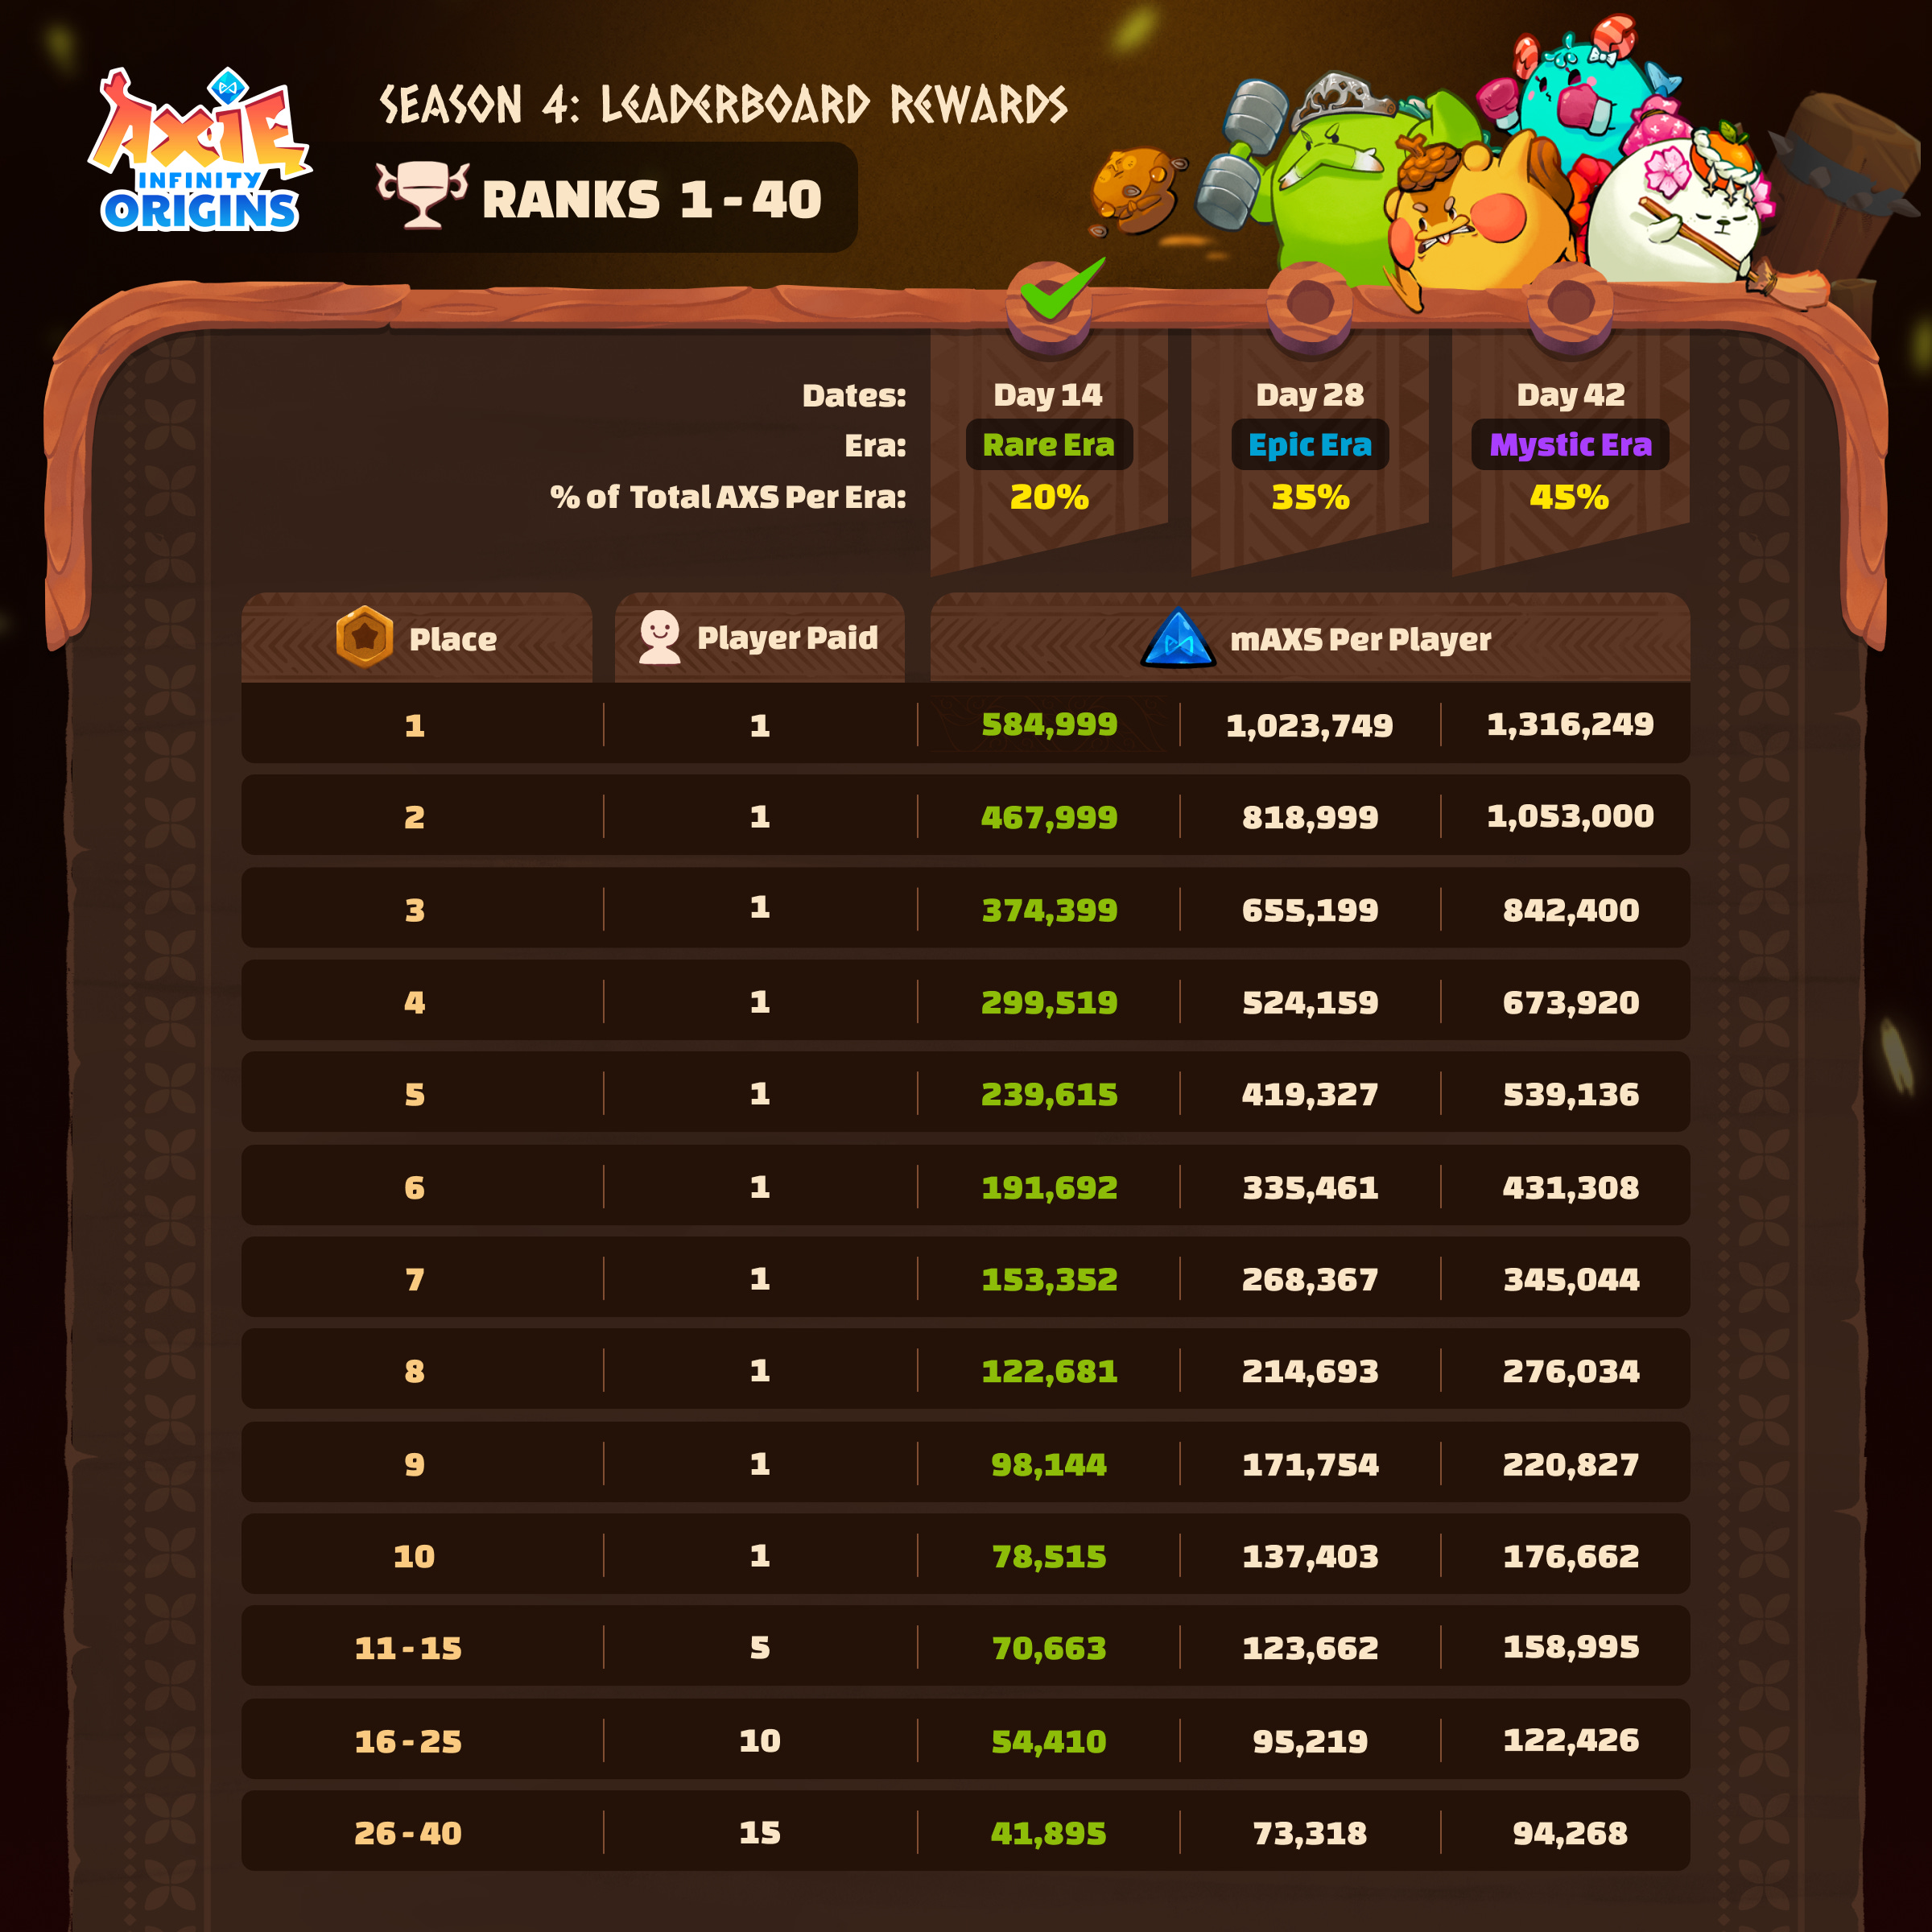 AXIE
INFINITY
ORIGINS
SEASON 4: LEADERBOARD REWARDS
RANKS 1 - 40
Dates: Day 14 Day 28 Day 42
Era: Rare Era Epic Era Mystic Era
% of Total AXS Per Era: 20% 35% 45%
Place Player Paid mAXS Per Player
1 1 584,999 1,023,749 1,316,249
2 1 467,999 818,999 1,053,000
3 1 374,399 655,199 842,400
4 1 299,519 524,159 673,920
5 1 239,615 419,327 539,136
6 1 191,692 335,461 431,308
7 1 153,352 268,367 345,044
8 1 122,681 214,693 276,034
9 1 98,144 171,754 220,827
10 1 78,515 137,403 176,662
11 - 15 5 70,663 123,662 158,995
16 - 25 10 54,410 95,219 122,426
26 - 40 15 41,895 73,318 94,268